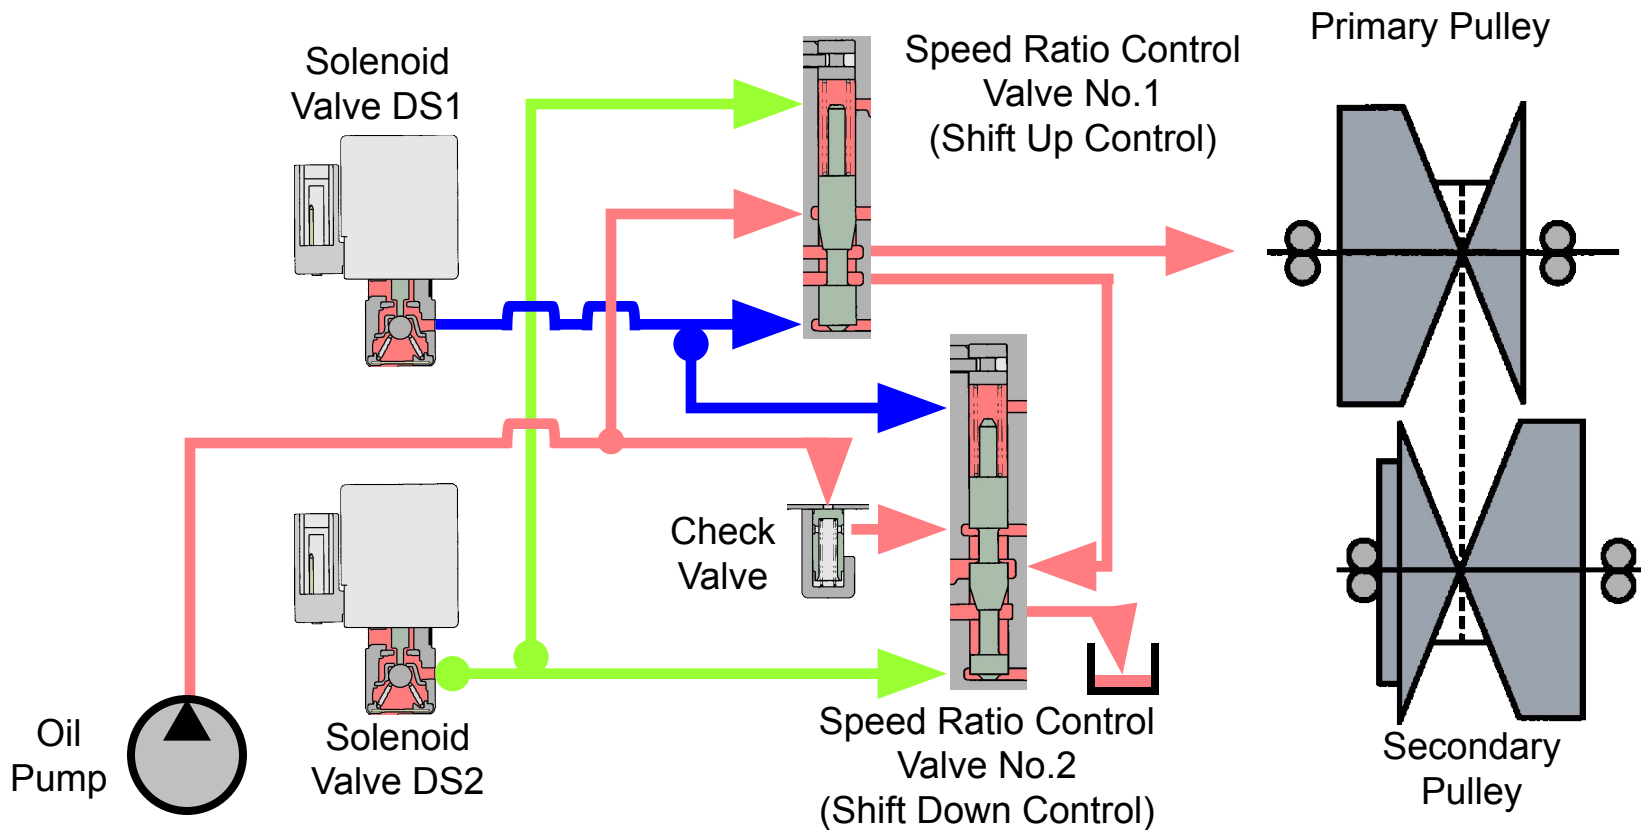 Primary Pulley
Solenoid
Valve DS1
Speed Ratio Control
Valve No.1
(Shift Up Control)
Check
Valve
Oil
Pump
Solenoid
Valve DS2
Speed Ratio Control
Valve No.2
(Shift Down Control)
Secondary
Pulley